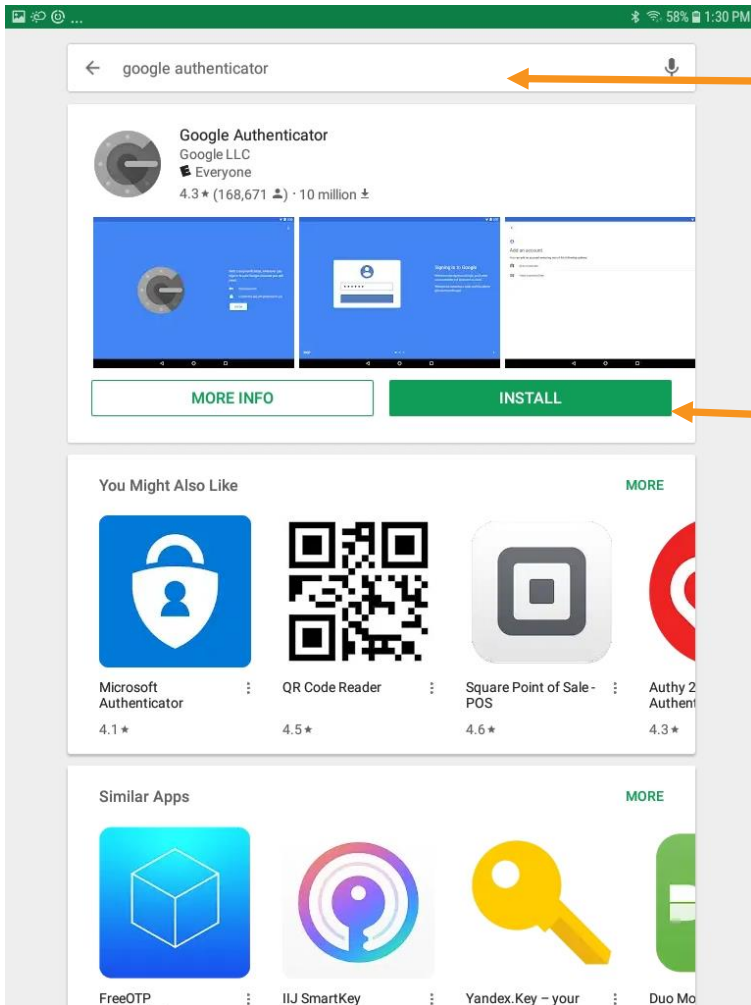 ... 58% 1:30 PM
google authenticator
Google Authenticator
Google LLC
E Everyone
4.3★ (168,671) · 10 million
Signing in to Google
Add an account
MORE INFO
INSTALL
You Might Also Like
MORE
Microsoft
Authenticator
4.1★
QR Code Reader
4.5★
Square Point of Sale -
POS
4.6★
Authy 2
Authent
4.3★
Similar Apps
MORE
FreeOTP
IIJ SmartKey
Yandex.Key – your
Duo Mo